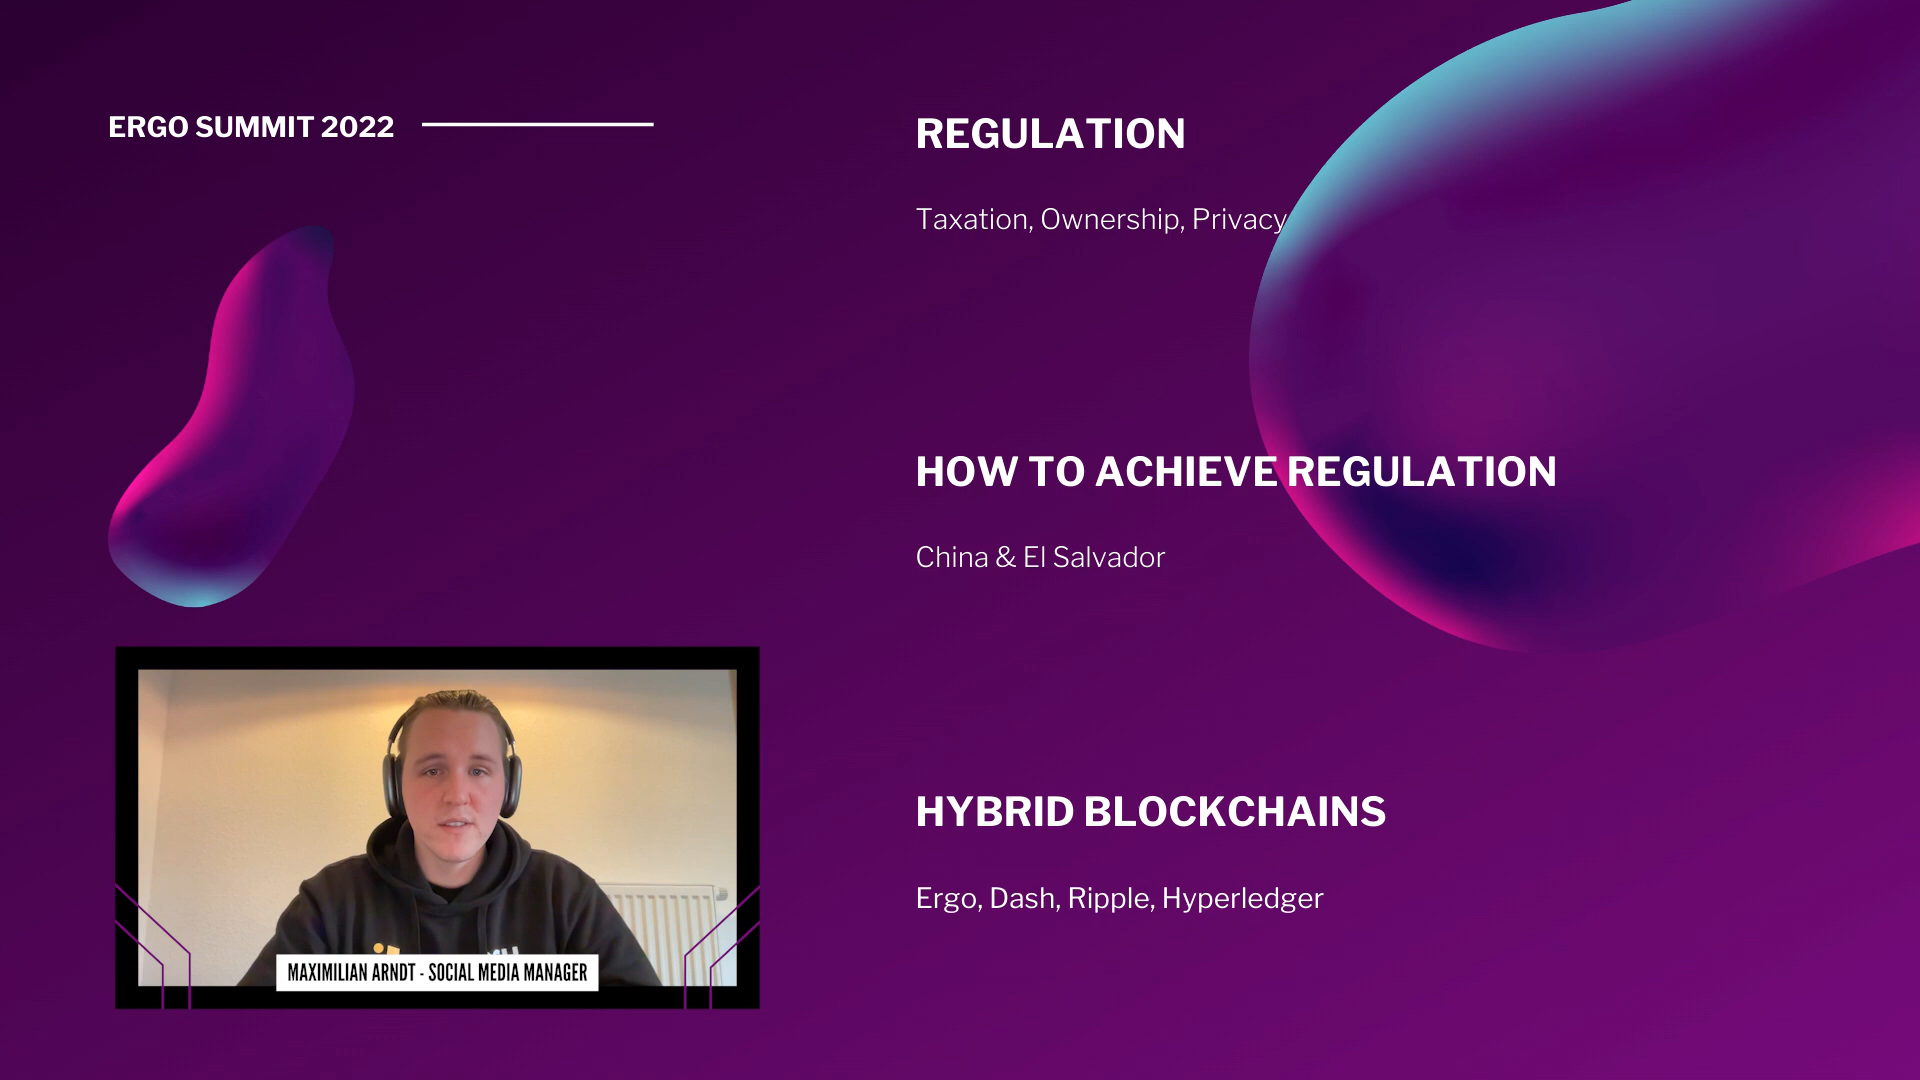 ERGO SUMMIT 2022
REGULATION
Taxation, Ownership, Privacy
HOW TO ACHIEVE REGULATION
China & El Salvador
HYBRID BLOCKCHAINS
Ergo, Dash, Ripple, Hyperledger
MAXIMILIAN ARNDT - SOCIAL MEDIA MANAGER